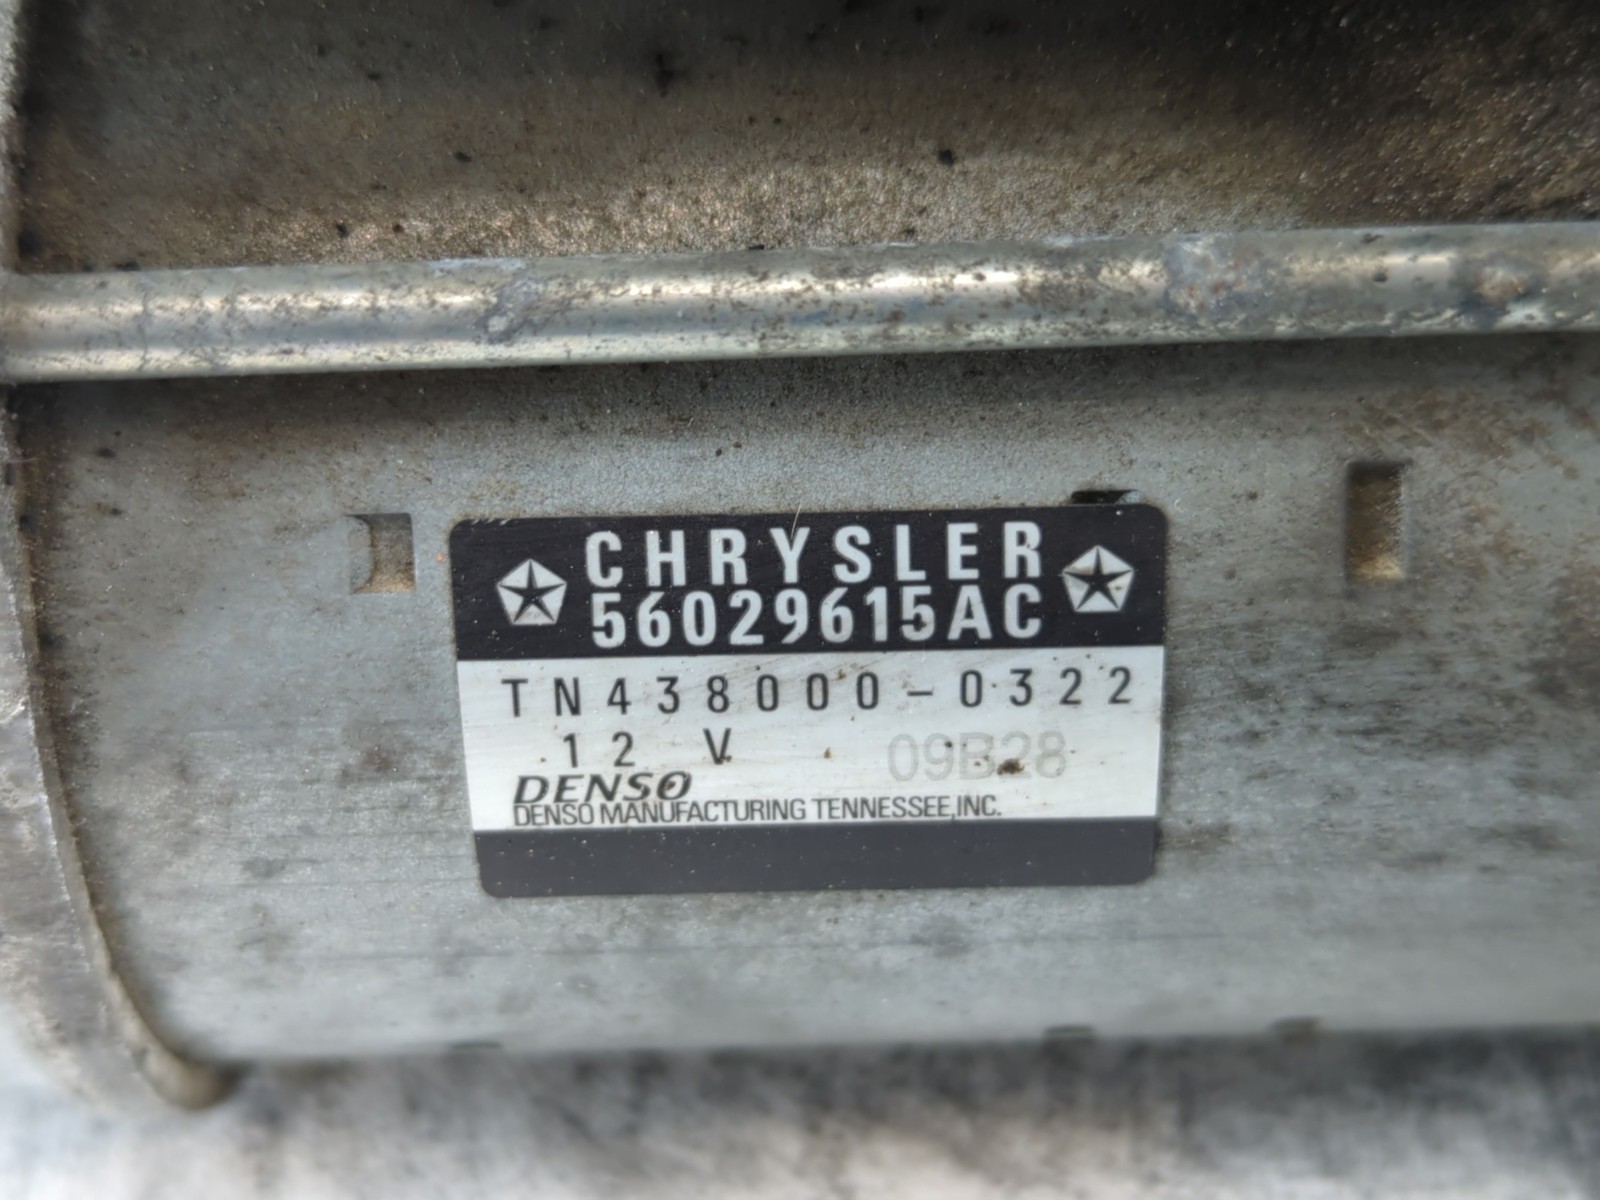 CHRYSLER
56029615AC
TN438000-0322
12 V 09B28
DENSO
DENSO MANUFACTURING TENNESSEE,INC.